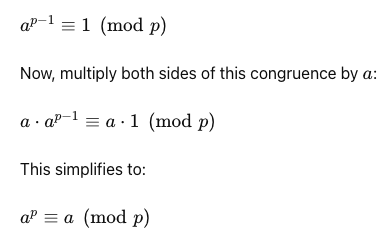 a^{p−1} ≡ 1 (mod p)
Now, multiply both sides of this congruence by a:
a · a^{p−1} ≡ a · 1 (mod p)
This simplifies to:
a^p ≡ a (mod p)